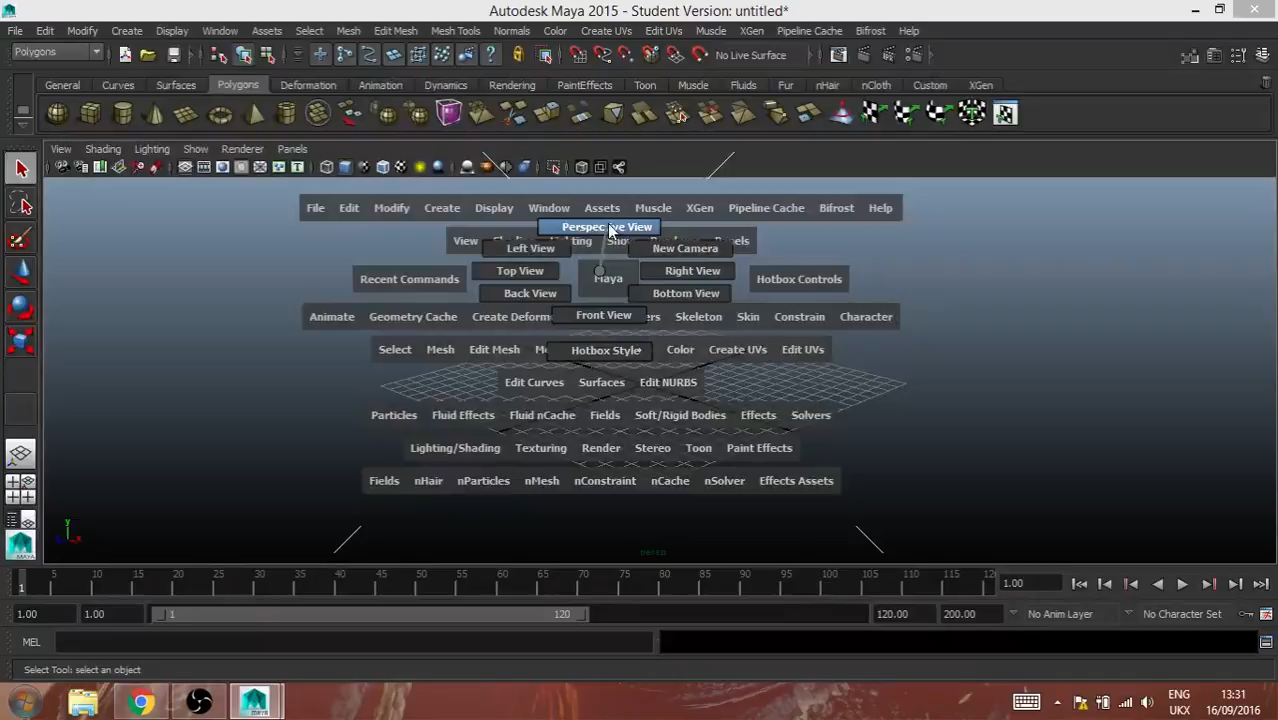 Autodesk Maya 2015 - Student Version: untitled*
File Edit Modify Create Display Window Assets Select Mesh Edit Mesh Mesh Tools Normals Color Create UVs Edit UVs Muscle XGen Pipeline Cache Bifrost Help
Polygons No Live Surface
General Curves Surfaces Polygons Deformation Animation Dynamics Rendering PaintEffects Toon Muscle Fluids Fur nHair nCloth Custom XGen
View Shading Lighting Show Renderer Panels
File Edit Modify Create Display Window Assets Muscle XGen Pipeline Cache Bifrost Help
Perspective View
View Lighting Panels
Left View New Camera
Top View Right View
Recent Commands Maya Hotbox Controls
Back View Bottom View
Animate Geometry Cache Create Deform Front View Skeleton Skin Constrain Character
Select Mesh Edit Mesh Hotbox Style Color Create UVs Edit UVs
Edit Curves Surfaces Edit NURBS
Particles Fluid Effects Fluid nCache Fields Soft/Rigid Bodies Effects Solvers
Lighting/Shading Texturing Render Stereo Toon Paint Effects
Fields nHair nParticles nMesh nConstraint nCache nSolver Effects Assets
y
x
persp
5 10 15 20 25 30 35 40 45 50 55 60 65 70 75 80 85 90 95 100 105 110 115 12
1 1.00
1.00 1.00 1 120 120.00 200.00 No Anim Layer No Character Set
MEL
Select Tool: select an object
MAYA
ENG 13:31
UKX 16/09/2016